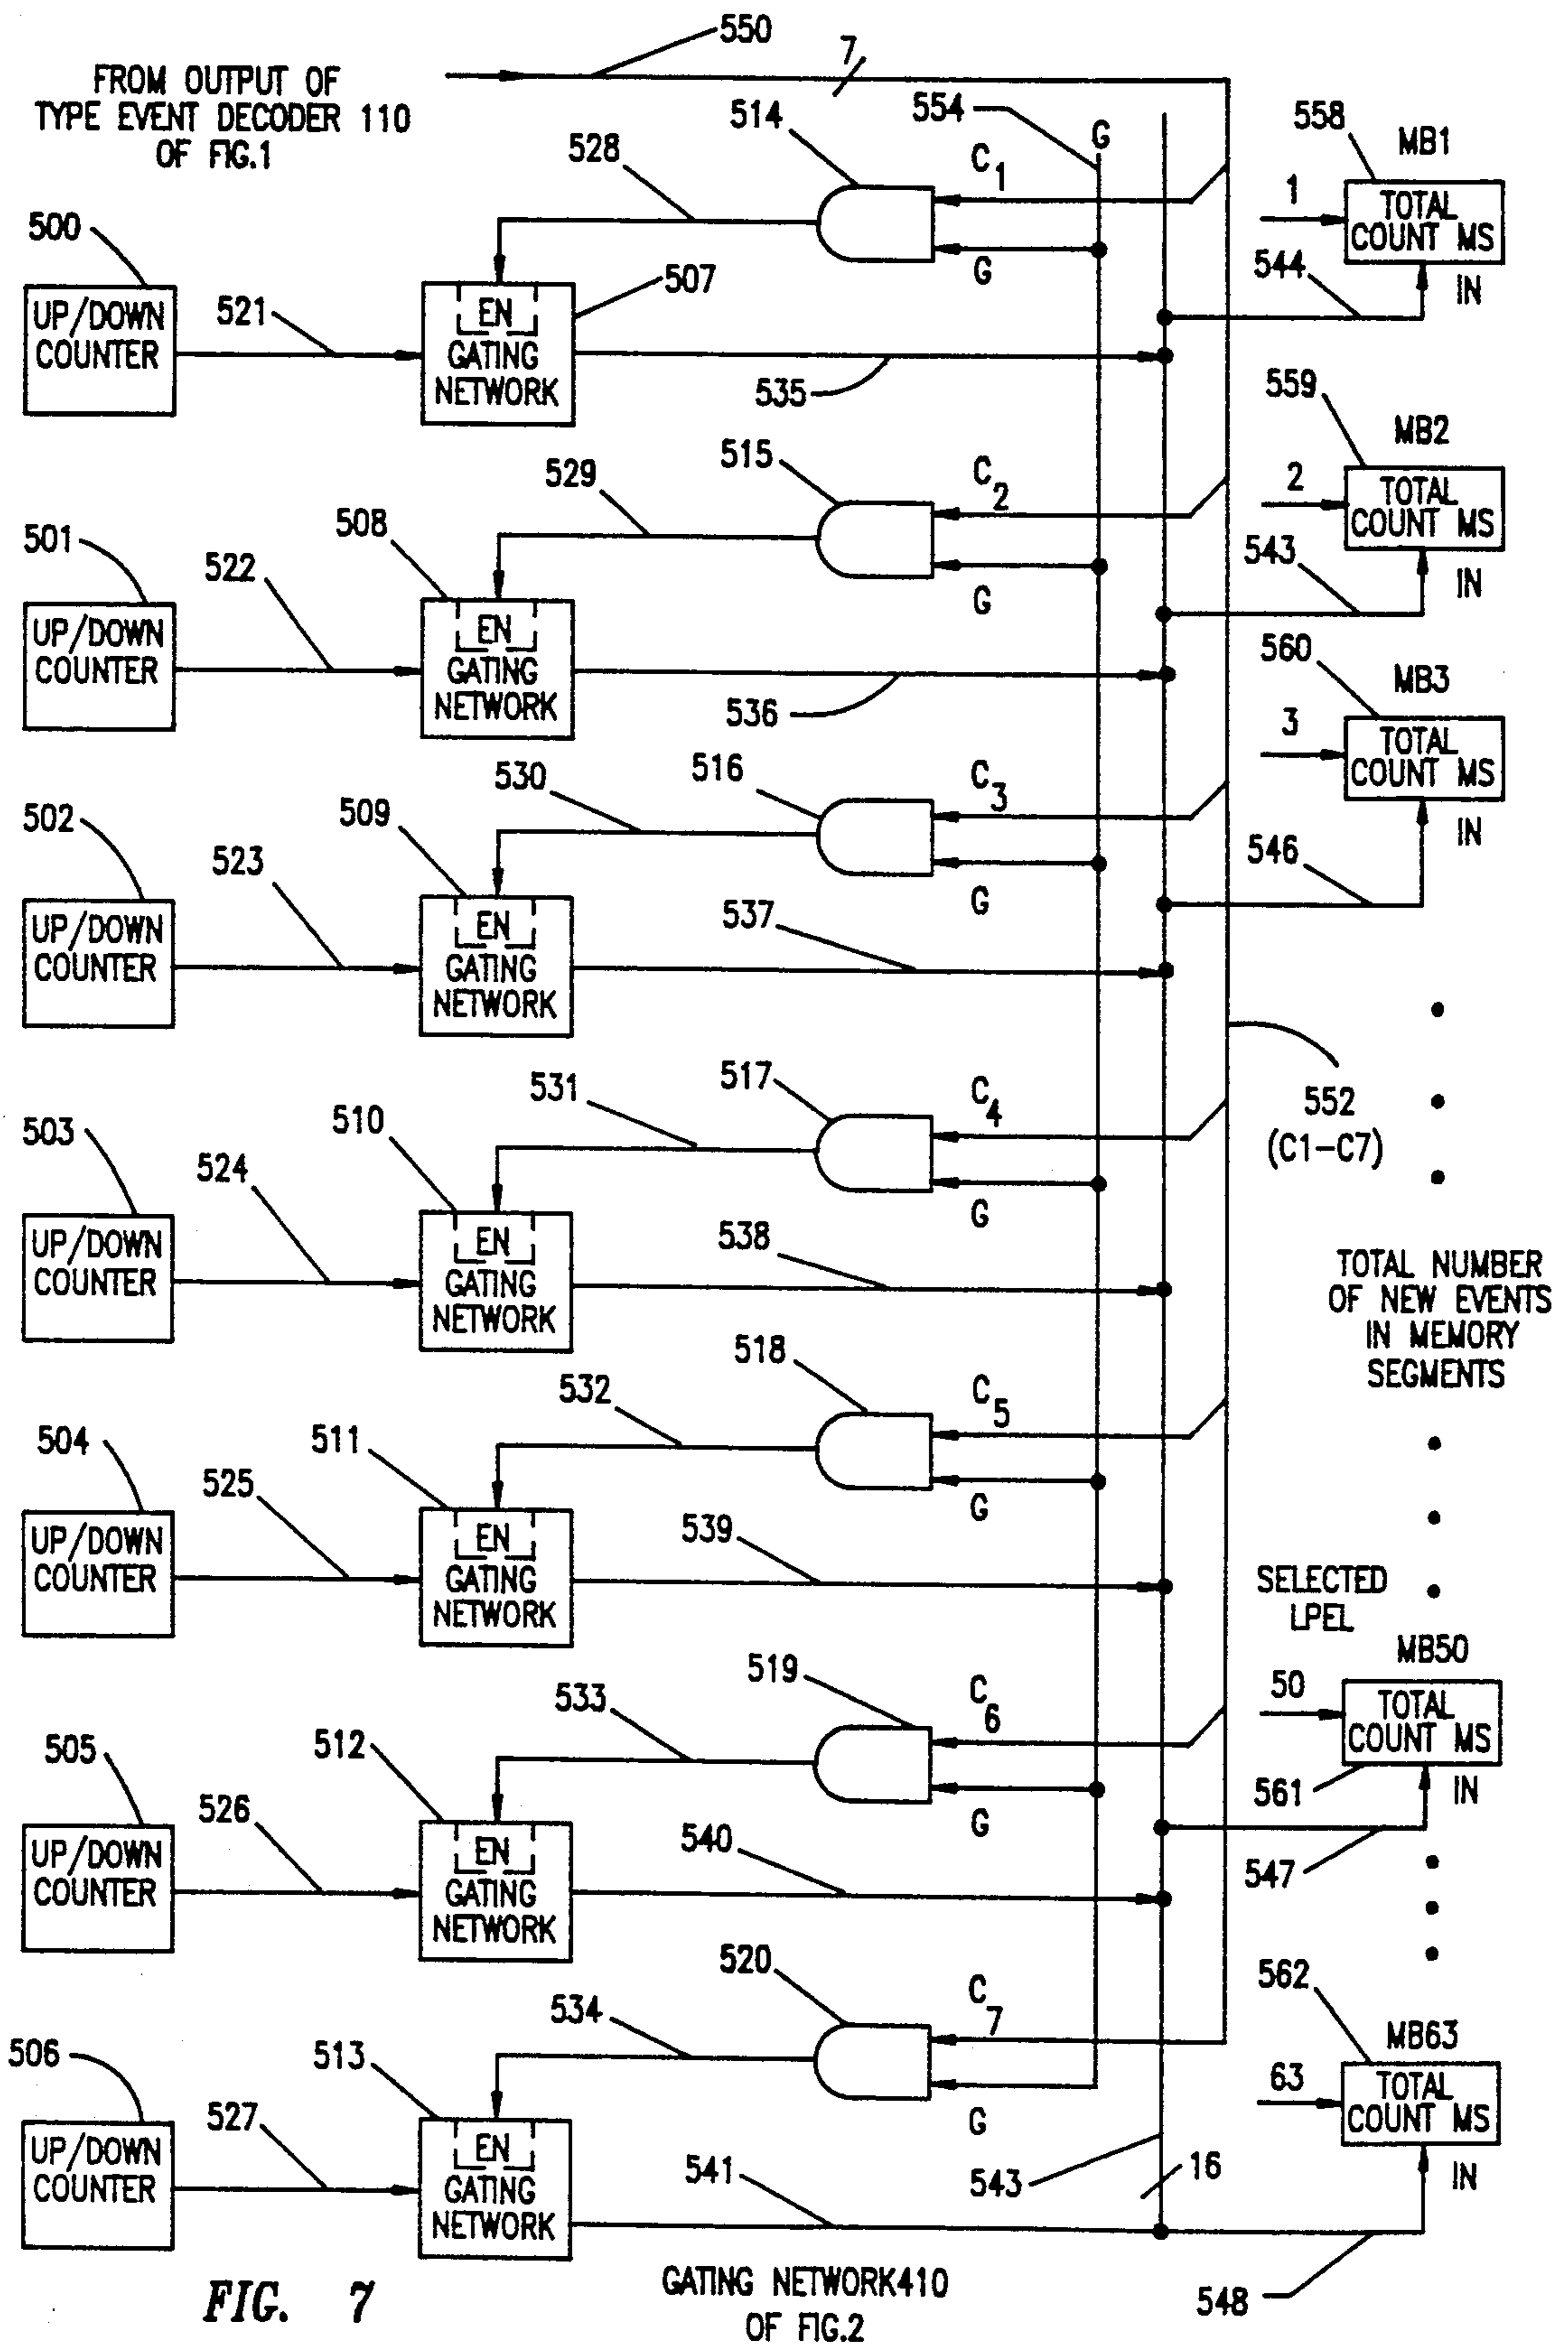 550
7
FROM OUTPUT OF
TYPE EVENT DECODER 110
OF FIG.1
514
554
G
528
C1
G
558
MB1
1
TOTAL
COUNT MS
544
IN
500
UP/DOWN
COUNTER
521
EN
GATING
NETWORK
507
535
559
MB2
2
TOTAL
COUNT MS
543
IN
515
529
C2
G
501
UP/DOWN
COUNTER
522
508
EN
GATING
NETWORK
536
560
MB3
3
TOTAL
COUNT MS
546
IN
516
530
C3
G
502
UP/DOWN
COUNTER
523
509
EN
GATING
NETWORK
537
552
(C1-C7)
517
531
C4
G
503
UP/DOWN
COUNTER
524
510
EN
GATING
NETWORK
538
TOTAL NUMBER
OF NEW EVENTS
IN MEMORY
SEGMENTS
518
532
C5
G
504
UP/DOWN
COUNTER
525
511
EN
GATING
NETWORK
539
SELECTED
LPEL
MB50
50
TOTAL
COUNT MS
561
IN
547
519
533
C6
G
505
UP/DOWN
COUNTER
526
512
EN
GATING
NETWORK
540
520
534
C7
G
562
MB63
63
TOTAL
COUNT MS
IN
506
UP/DOWN
COUNTER
527
513
EN
GATING
NETWORK
541
543
16
548
FIG. 7
GATING NETWORK410
OF FIG.2